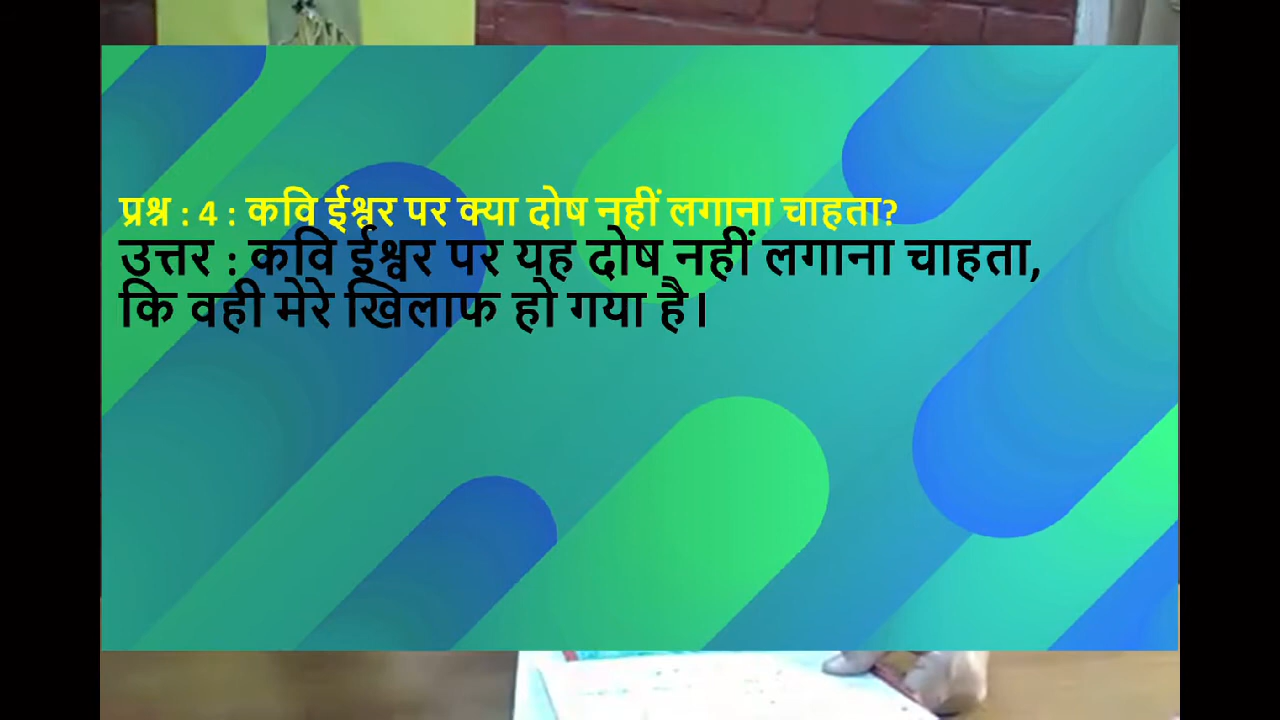 प्रश्न : 4 : कवि ईश्वर पर क्या दोष नहीं लगाना चाहता?
उत्तर : कवि ईश्वर पर यह दोष नहीं लगाना चाहता,
कि वही मेरे खिलाफ हो गया है।